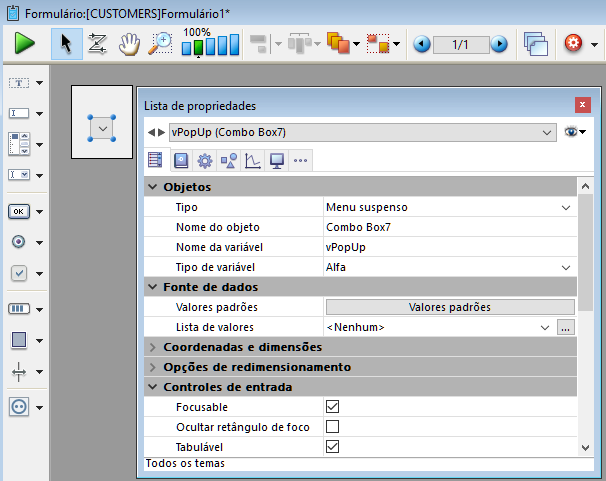 Formulário:[CUSTOMERS]Formulário1*
100%
1/1
T
OK
Lista de propriedades
vPopUp (Combo Box7)
Objetos
Tipo Menu suspenso
Nome do objeto Combo Box7
Nome da variável vPopUp
Tipo de variável Alfa
Fonte de dados
Valores padrões Valores padrões
Lista de valores <Nenhum> ...
Coordenadas e dimensões
Opções de redimensionamento
Controles de entrada
Focusable
Ocultar retângulo de foco
Tabulável
Todos os temas